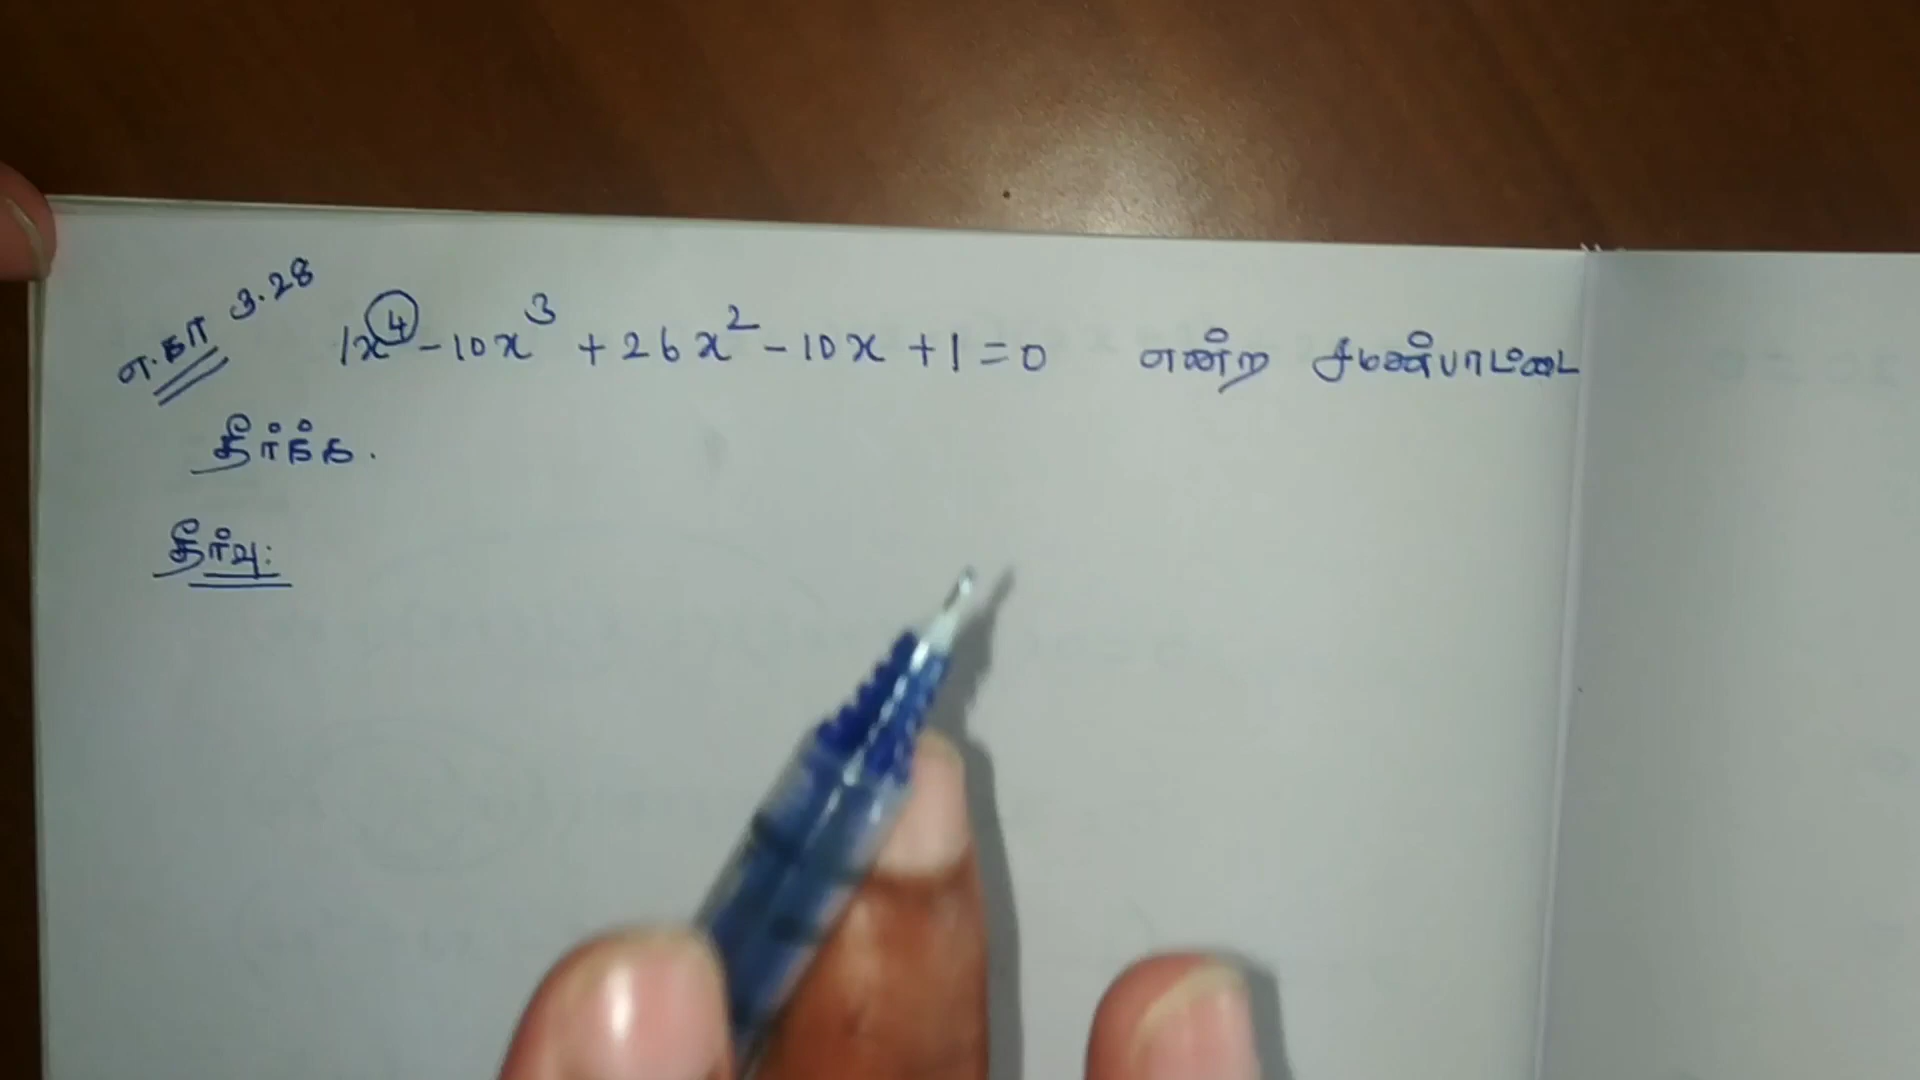 எ.கா 3.28
1x⁴ - 10x³ + 26x² - 10x + 1 = 0 என்ற சமன்பாட்டை
தீர்க்க.
தீர்வு: